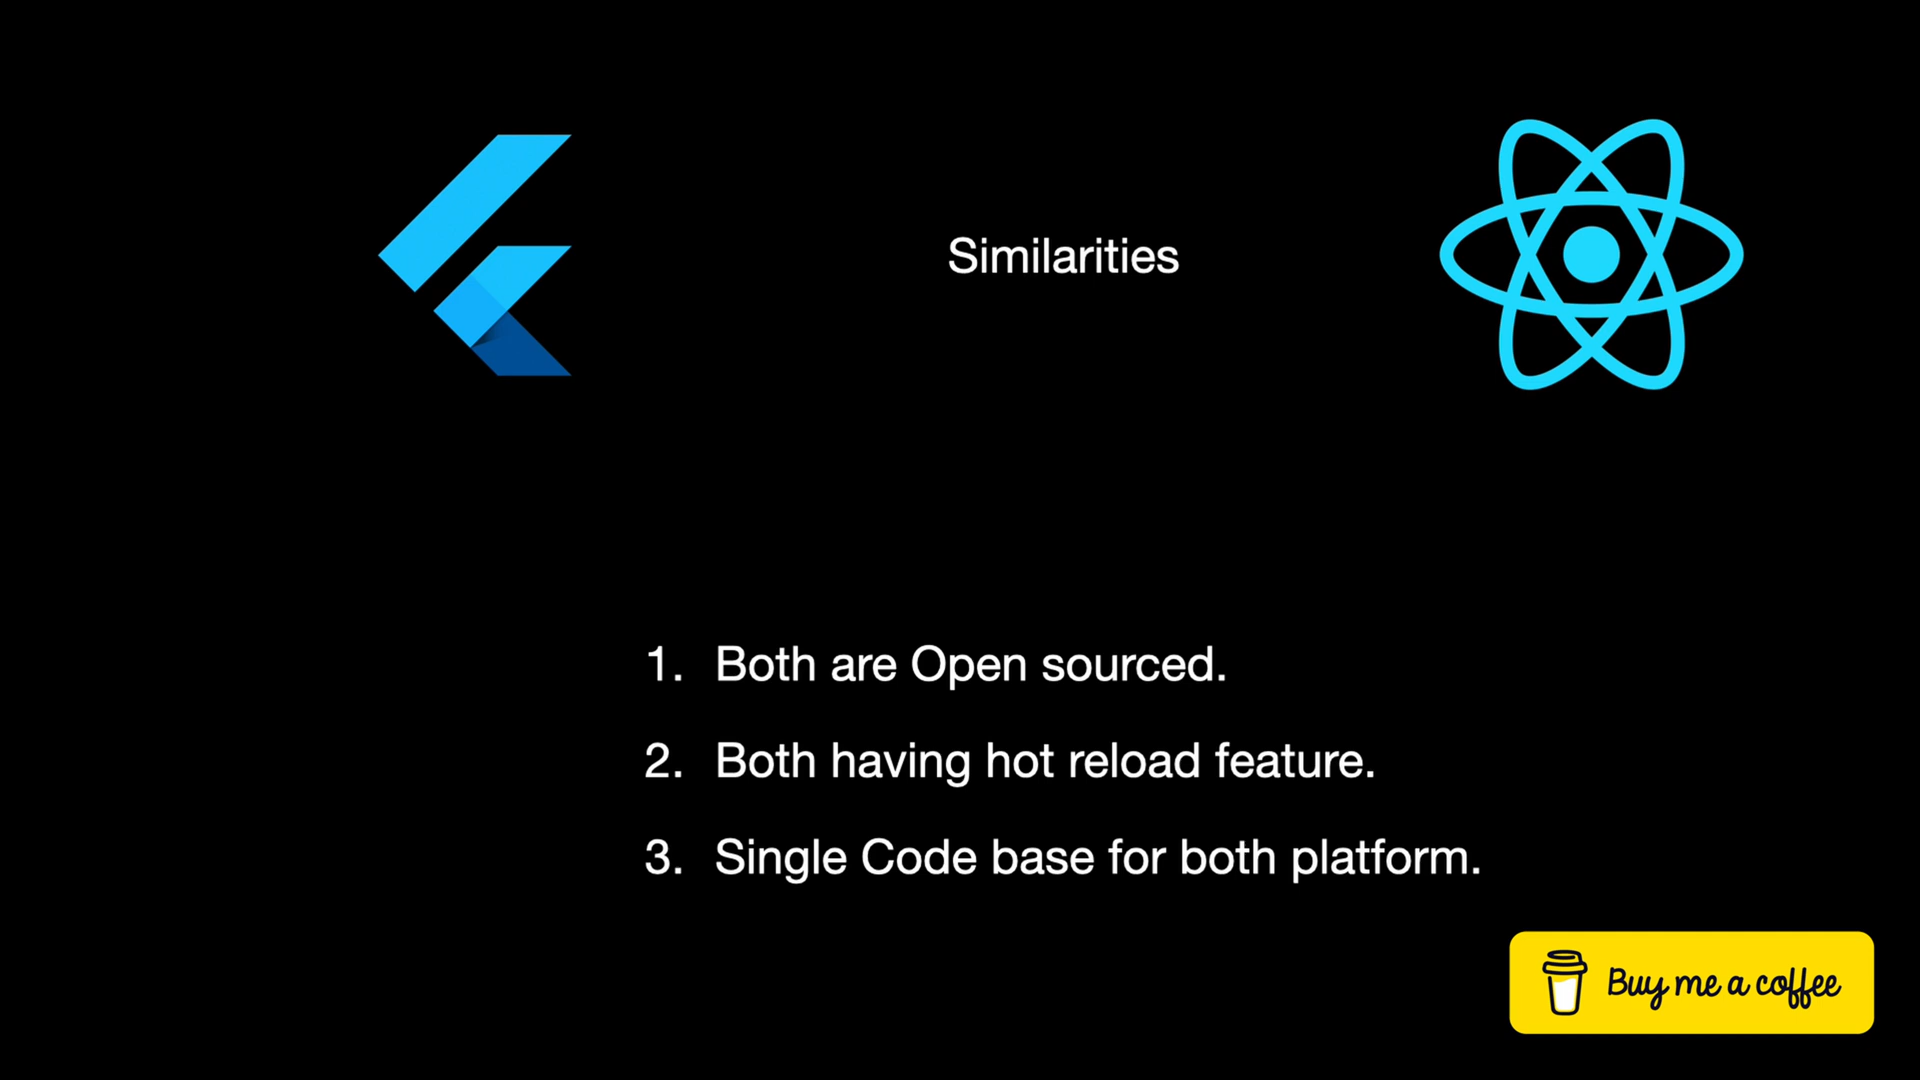 Similarities
1. Both are Open sourced.
2. Both having hot reload feature.
3. Single Code base for both platform.
Buy me a coffee